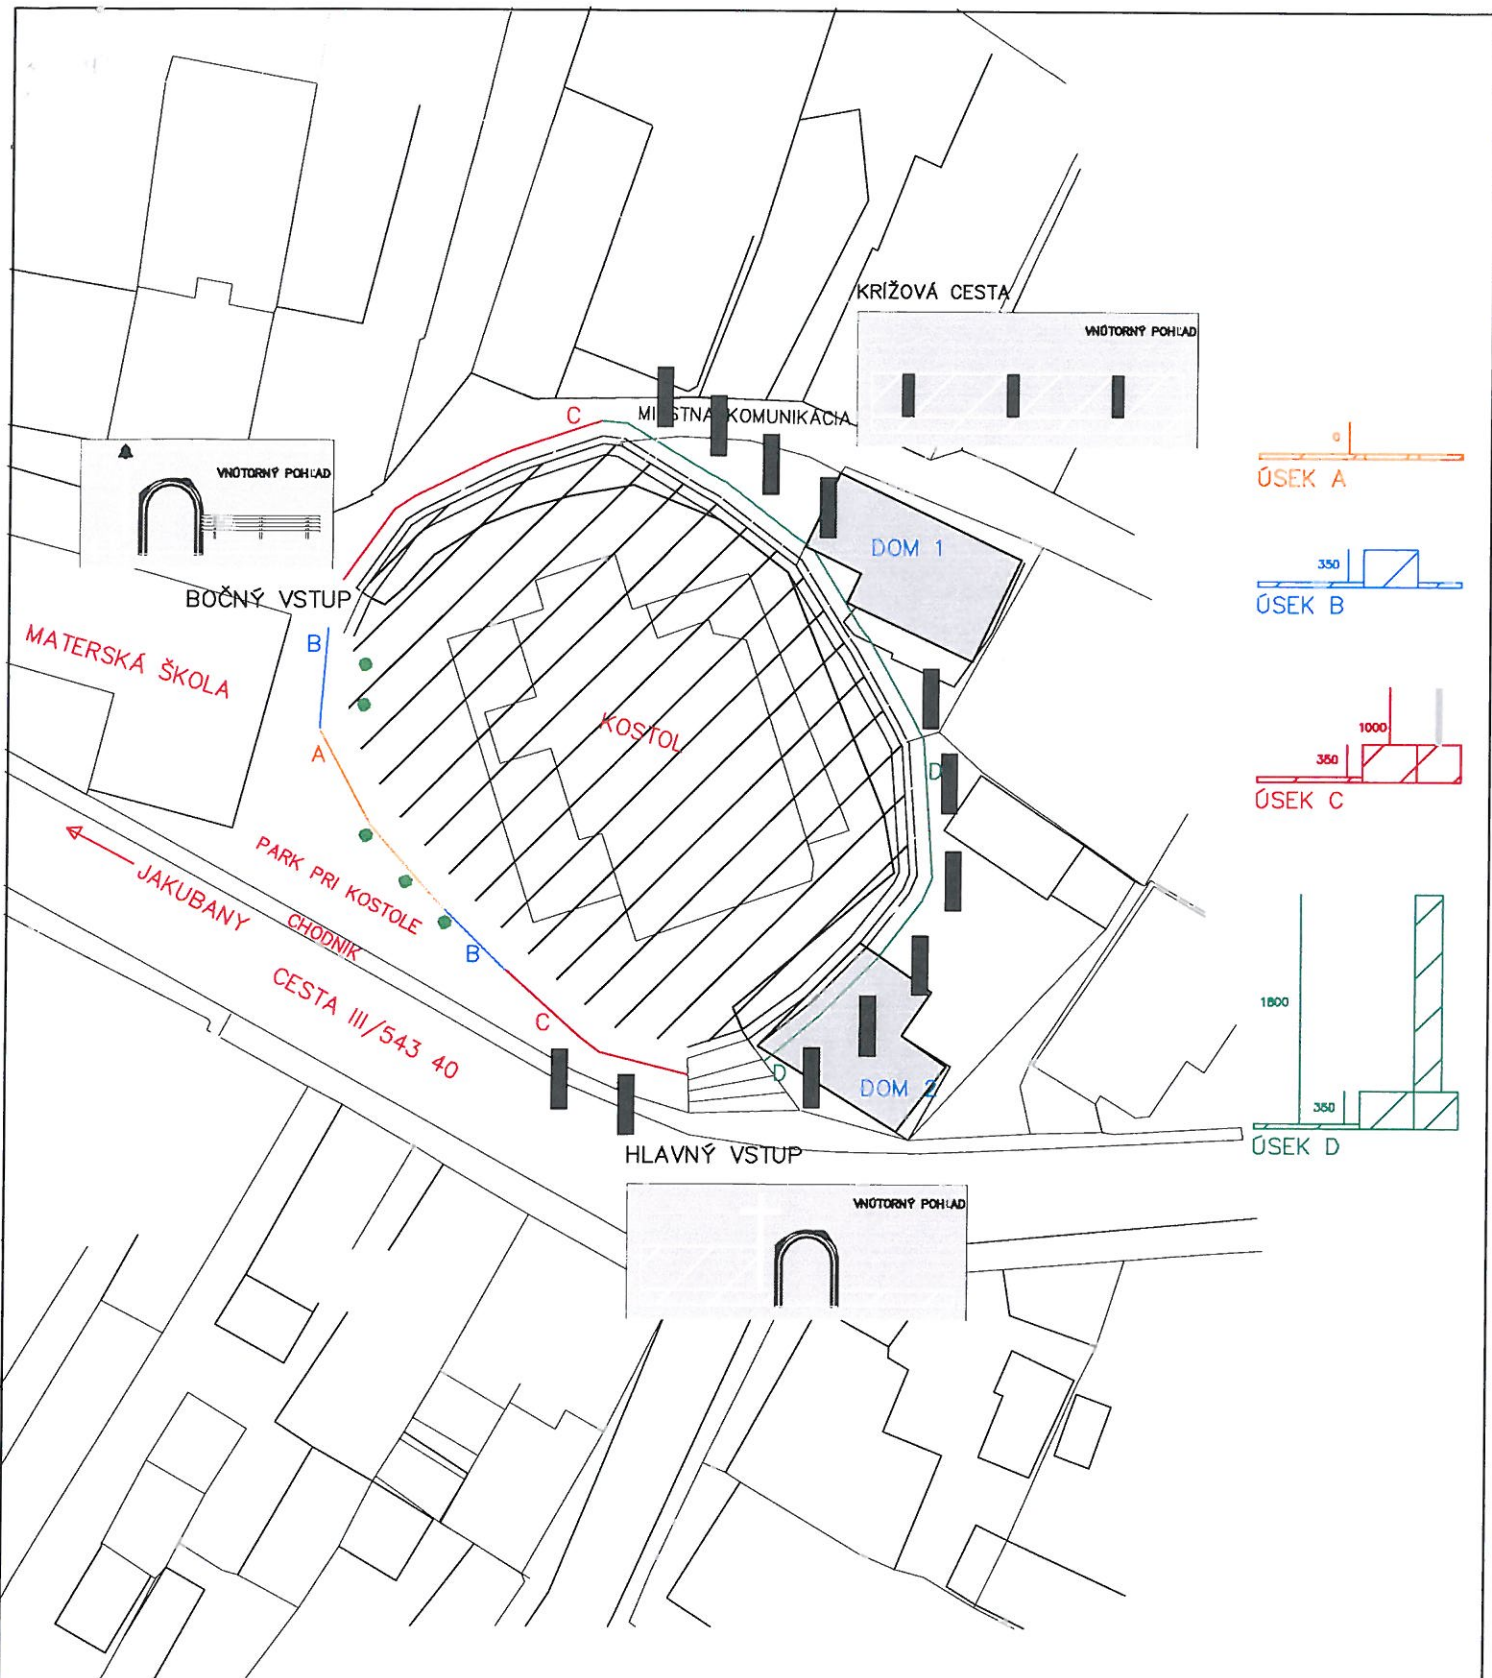 KRÍŽOVÁ CESTA
VNÚTORNÝ POHĽAD
C
MIESTNA KOMUNIKÁCIA
0
ÚSEK A
VNÚTORNÝ POHĽAD
DOM 1
350
ÚSEK B
BOČNÝ VSTUP
B
MATERSKÁ ŠKOLA
KOSTOL
A
D
1000
350
ÚSEK C
PARK PRI KOSTOLE
JAKUBANY
CHODNÍK
B
CESTA III/543 40
C
1800
350
D
DOM 2
ÚSEK D
HLAVNÝ VSTUP
VNÚTORNÝ POHĽAD